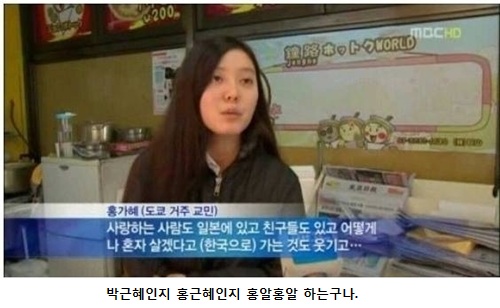 200
MBC HD
鍾路ホットクWORLD
Jongno
홍가혜 (도쿄 거주 교민)
사랑하는 사람도 일본에 있고 친구들도 있고 어떻게
나 혼자 살겠다고 (한국으로) 가는 것도 웃기고…
박근혜인지 홍근혜인지 홍알홍알 하는구나.